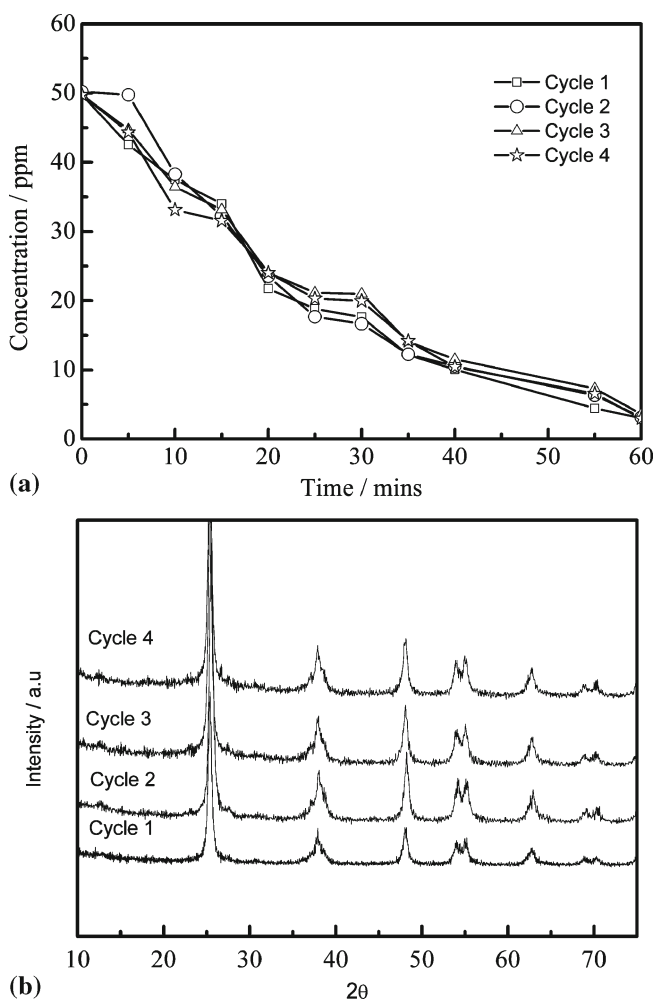 60
50
40
30
20
10
0
Concentration / ppm
Cycle 1
Cycle 2
Cycle 3
Cycle 4
0 10 20 30 40 50 60
Time / mins
(a)
Intensity / a.u
Cycle 4
Cycle 3
Cycle 2
Cycle 1
10 20 30 40 50 60 70
2θ
(b)